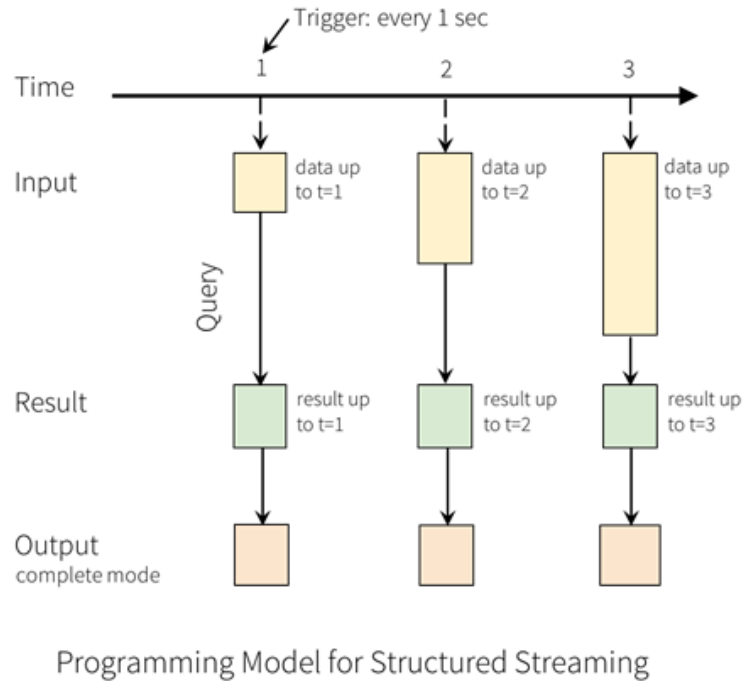 Trigger: every 1 sec
1 2 3
Time
Input
data up
to t=1
data up
to t=2
data up
to t=3
Query
Result
result up
to t=1
result up
to t=2
result up
to t=3
Output
complete mode
Programming Model for Structured Streaming